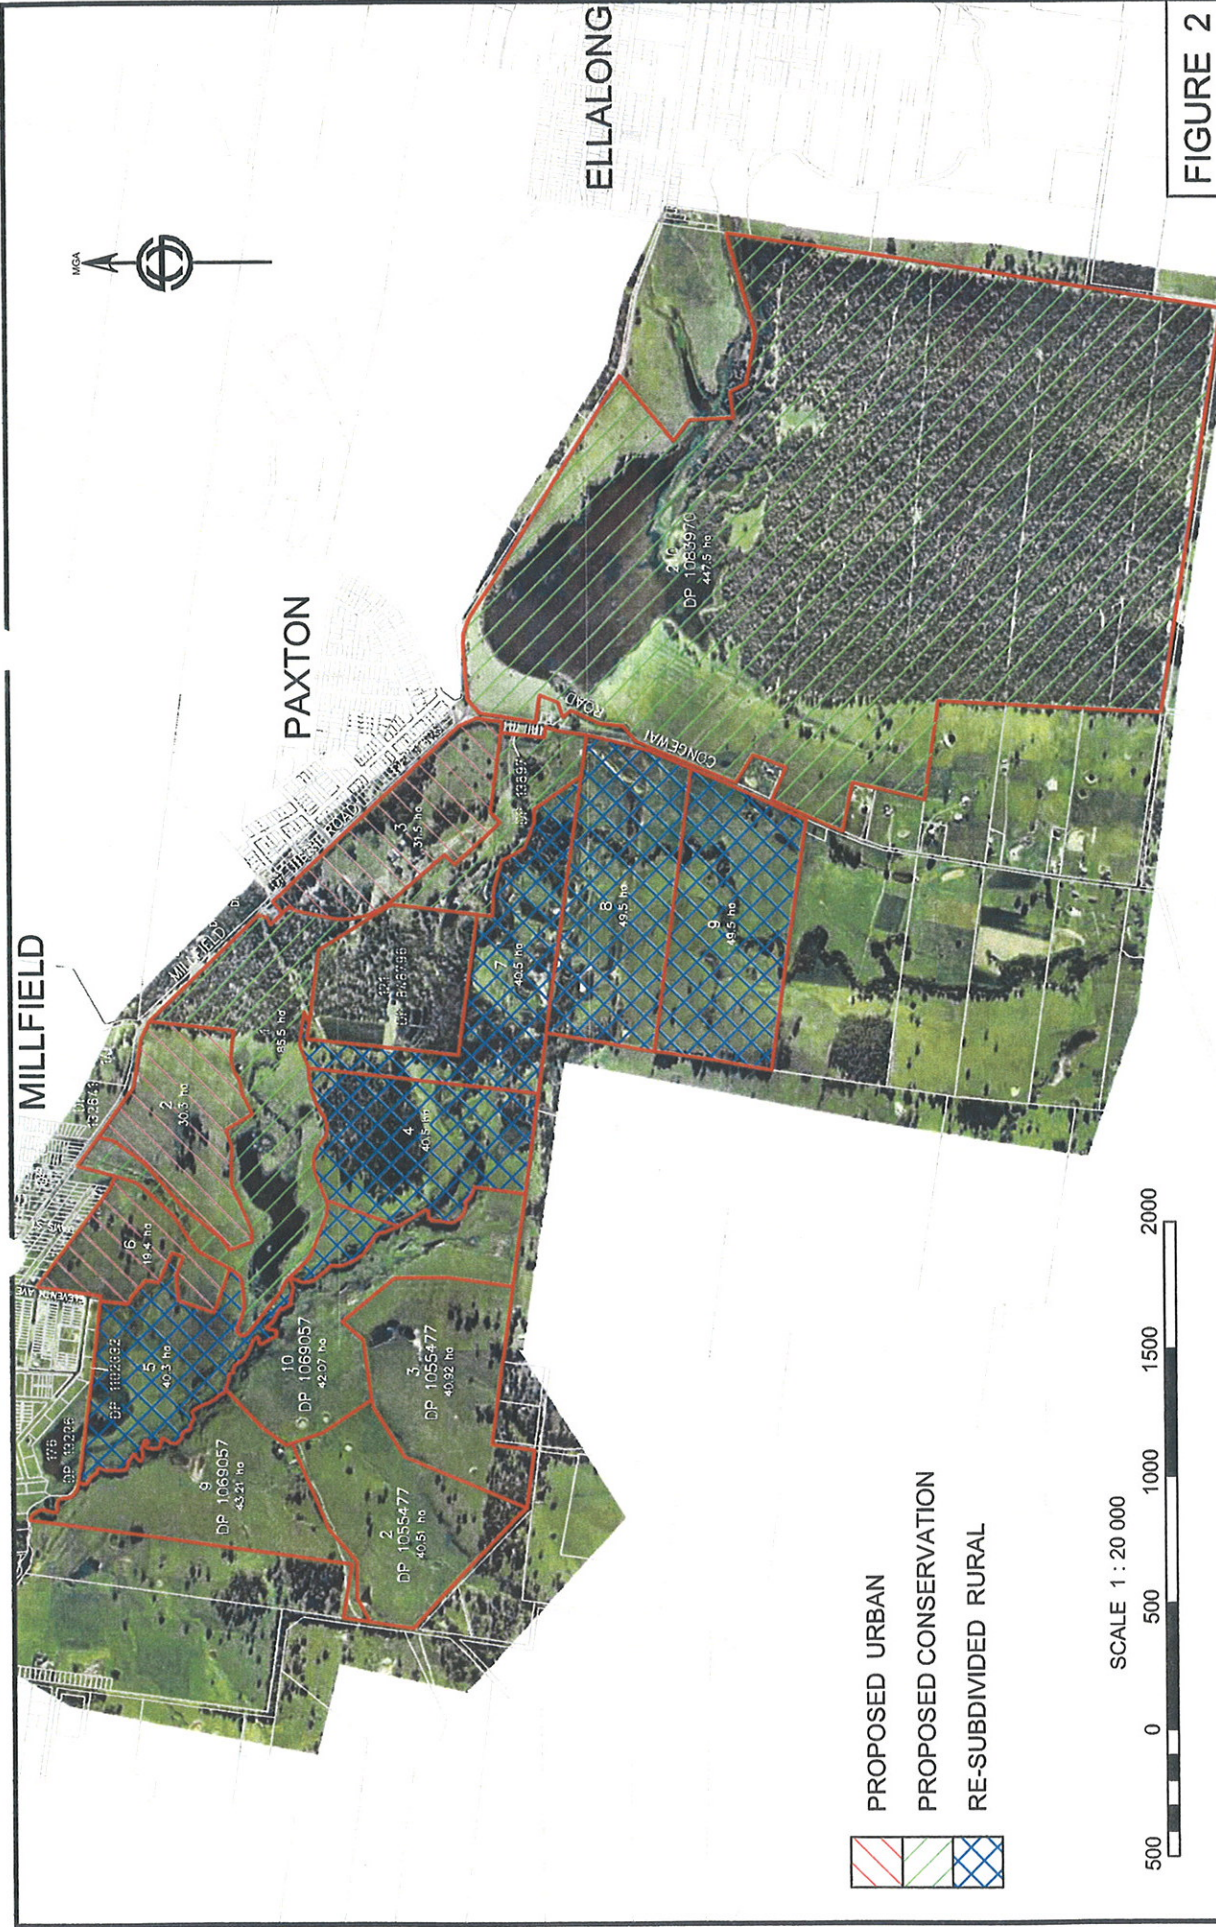 MILLFIELD
PAXTON
ELLALONG
MGA
MILLFIELD
ROAD
CONGEWAI
ROAD
2
30.3 ha
6
19.4 ha
1
85.5 ha
3
31.5 ha
5
40.3 ha
4
40.5 ha
7
40.5 ha
8
49.5 ha
9
49.5 ha
DP 1083970
447.5 ha
10
DP 1069057
42.07 ha
9
DP 1069057
43.21 ha
3
DP 1055477
40.92 ha
2
DP 1055477
40.51 ha
176
PROPOSED URBAN
PROPOSED CONSERVATION
RE-SUBDIVIDED RURAL
SCALE 1 : 20 000
500
0
500
1000
1500
2000
FIGURE 2